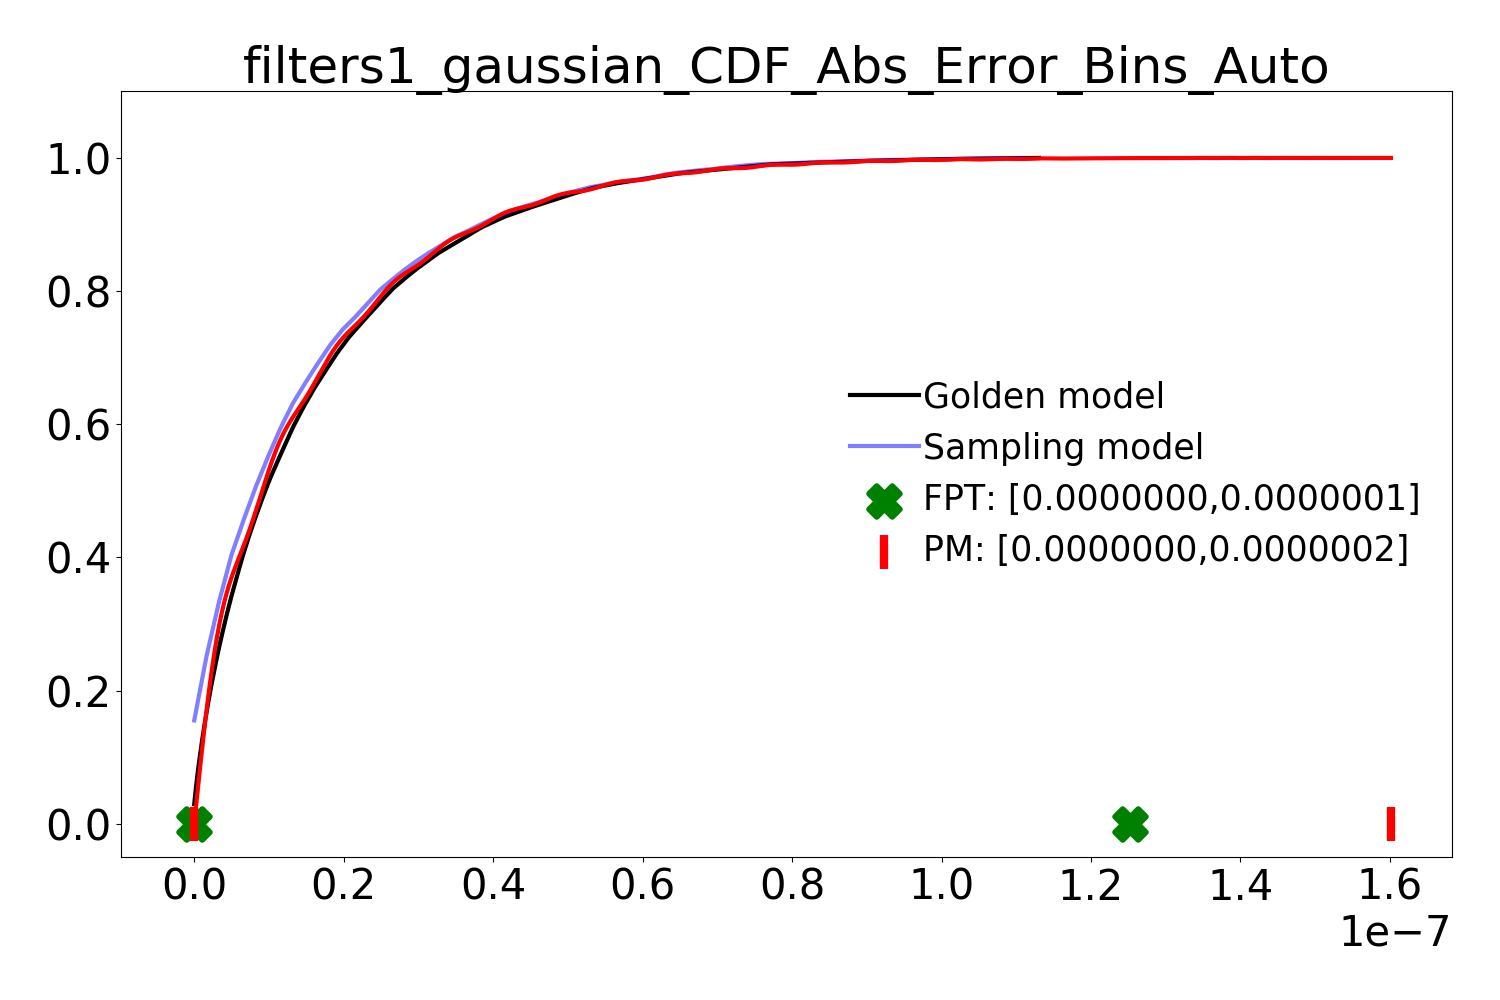 filters1_gaussian_CDF_Abs_Error_Bins_Auto
1.0
0.8
0.6
0.4
0.2
0.0
Golden model
Sampling model
FPT: [0.0000000,0.0000001]
PM: [0.0000000,0.0000002]
0.0 0.2 0.4 0.6 0.8 1.0 1.2 1.4 1.6
1e−7